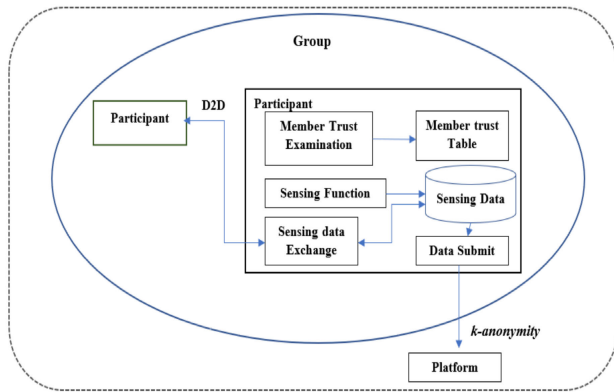 Group
D2D
Participant
Participant
Member Trust
Examination
Member trust
Table
Sensing Function
Sensing Data
Sensing data
Exchange
Data Submit
k-anonymity
Platform